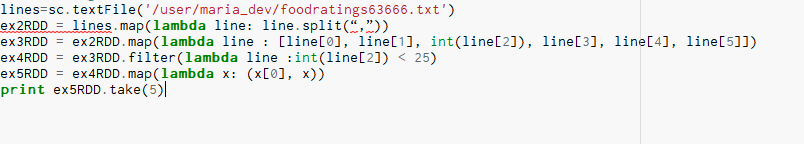 lines=sc.textFile('/user/maria_dev/foodratings63666.txt')
ex2RDD = lines.map(lambda line: line.split(“,”))
ex3RDD = ex2RDD.map(lambda line : [line[0], line[1], int(line[2]), line[3], line[4], line[5]])
ex4RDD = ex3RDD.filter(lambda line :int(line[2]) < 25)
ex5RDD = ex4RDD.map(lambda x: (x[0], x))
print ex5RDD.take(5)